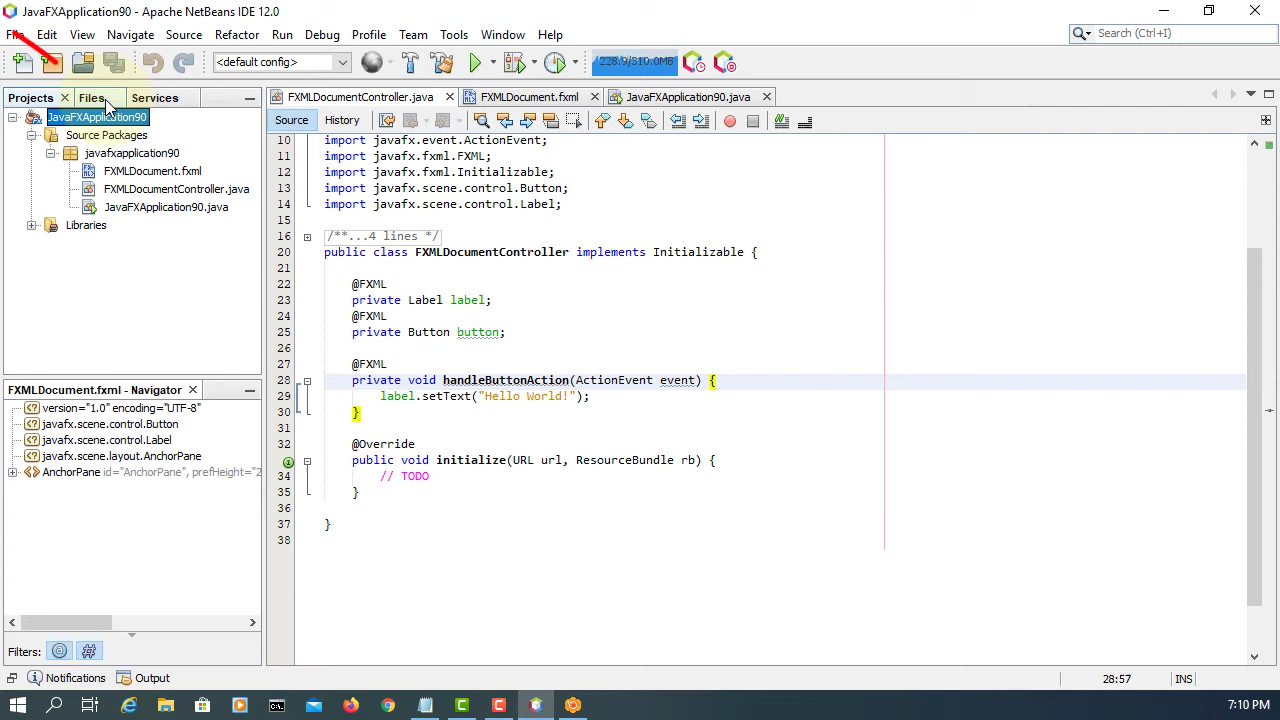 JavaFXApplication90 - Apache NetBeans IDE 12.0
File Edit View Navigate Source Refactor Run Debug Profile Team Tools Window Help
Search (Ctrl+I)
<default config>
228.9/310.0MB
Projects Files Services
FXMLDocumentController.java FXMLDocument.fxml JavaFXApplication90.java
Source History
JavaFXApplication90
Source Packages
javafxapplication90
FXMLDocument.fxml
FXMLDocumentController.java
JavaFXApplication90.java
Libraries
FXMLDocument.fxml - Navigator
version="1.0" encoding="UTF-8"
javafx.scene.control.Button
javafx.scene.control.Label
javafx.scene.layout.AnchorPane
AnchorPane id="AnchorPane", prefHeight="2
Filters:
10 import javafx.event.ActionEvent;
11 import javafx.fxml.FXML;
12 import javafx.fxml.Initializable;
13 import javafx.scene.control.Button;
14 import javafx.scene.control.Label;
15
16 /**...4 lines */
20 public class FXMLDocumentController implements Initializable {
21
22 @FXML
23 private Label label;
24 @FXML
25 private Button button;
26
27 @FXML
28 private void handleButtonAction(ActionEvent event) {
29 label.setText("Hello World!");
30 }
31
32 @Override
public void initialize(URL url, ResourceBundle rb) {
34 // TODO
35 }
36
37 }
38
Notifications Output
28:57 INS
7:10 PM